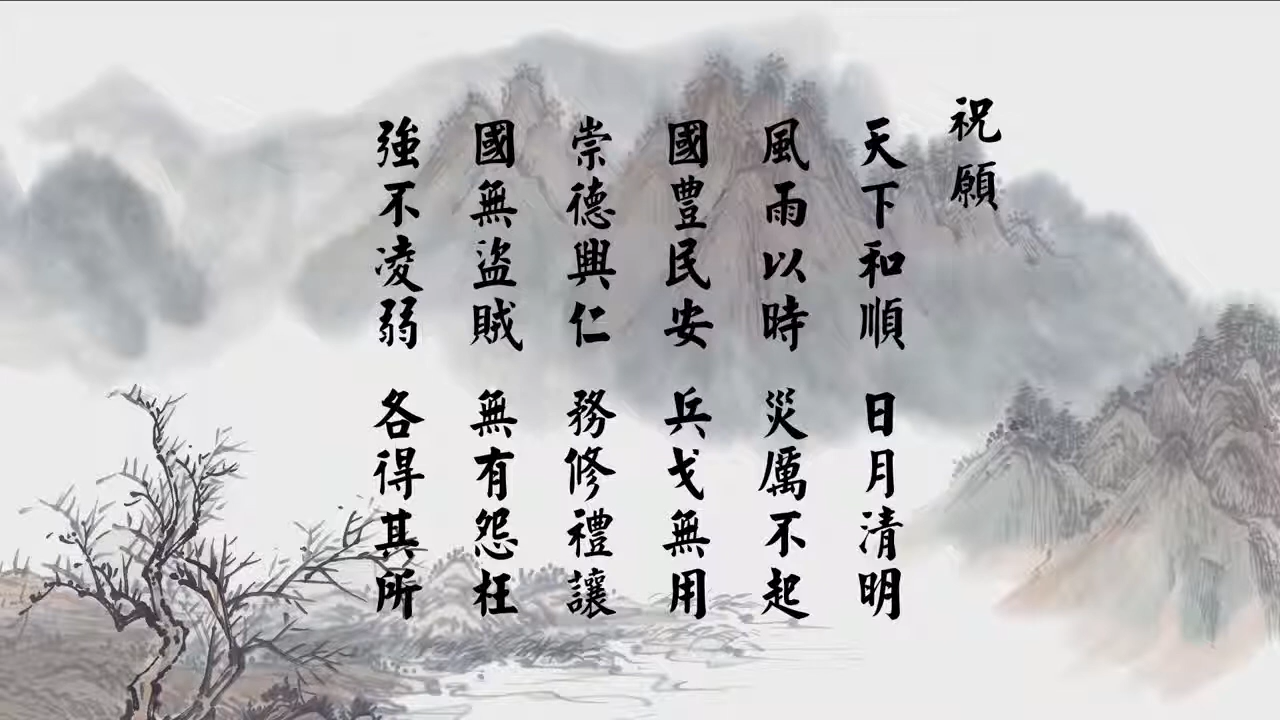 祝願
天下和順 日月清明
風雨以時 災厲不起
國豐民安 兵戈無用
崇德興仁 務修禮讓
國無盜賊 無有怨枉
強不凌弱 各得其所